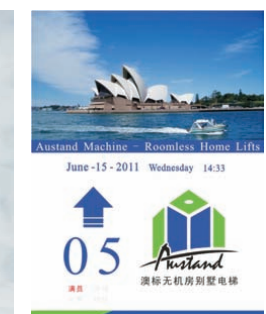 Austand Machine - Roomless Home Lifts
June -15 - 2011 Wednesday 14:33
05
Austand
澳标无机房别墅电梯
满员